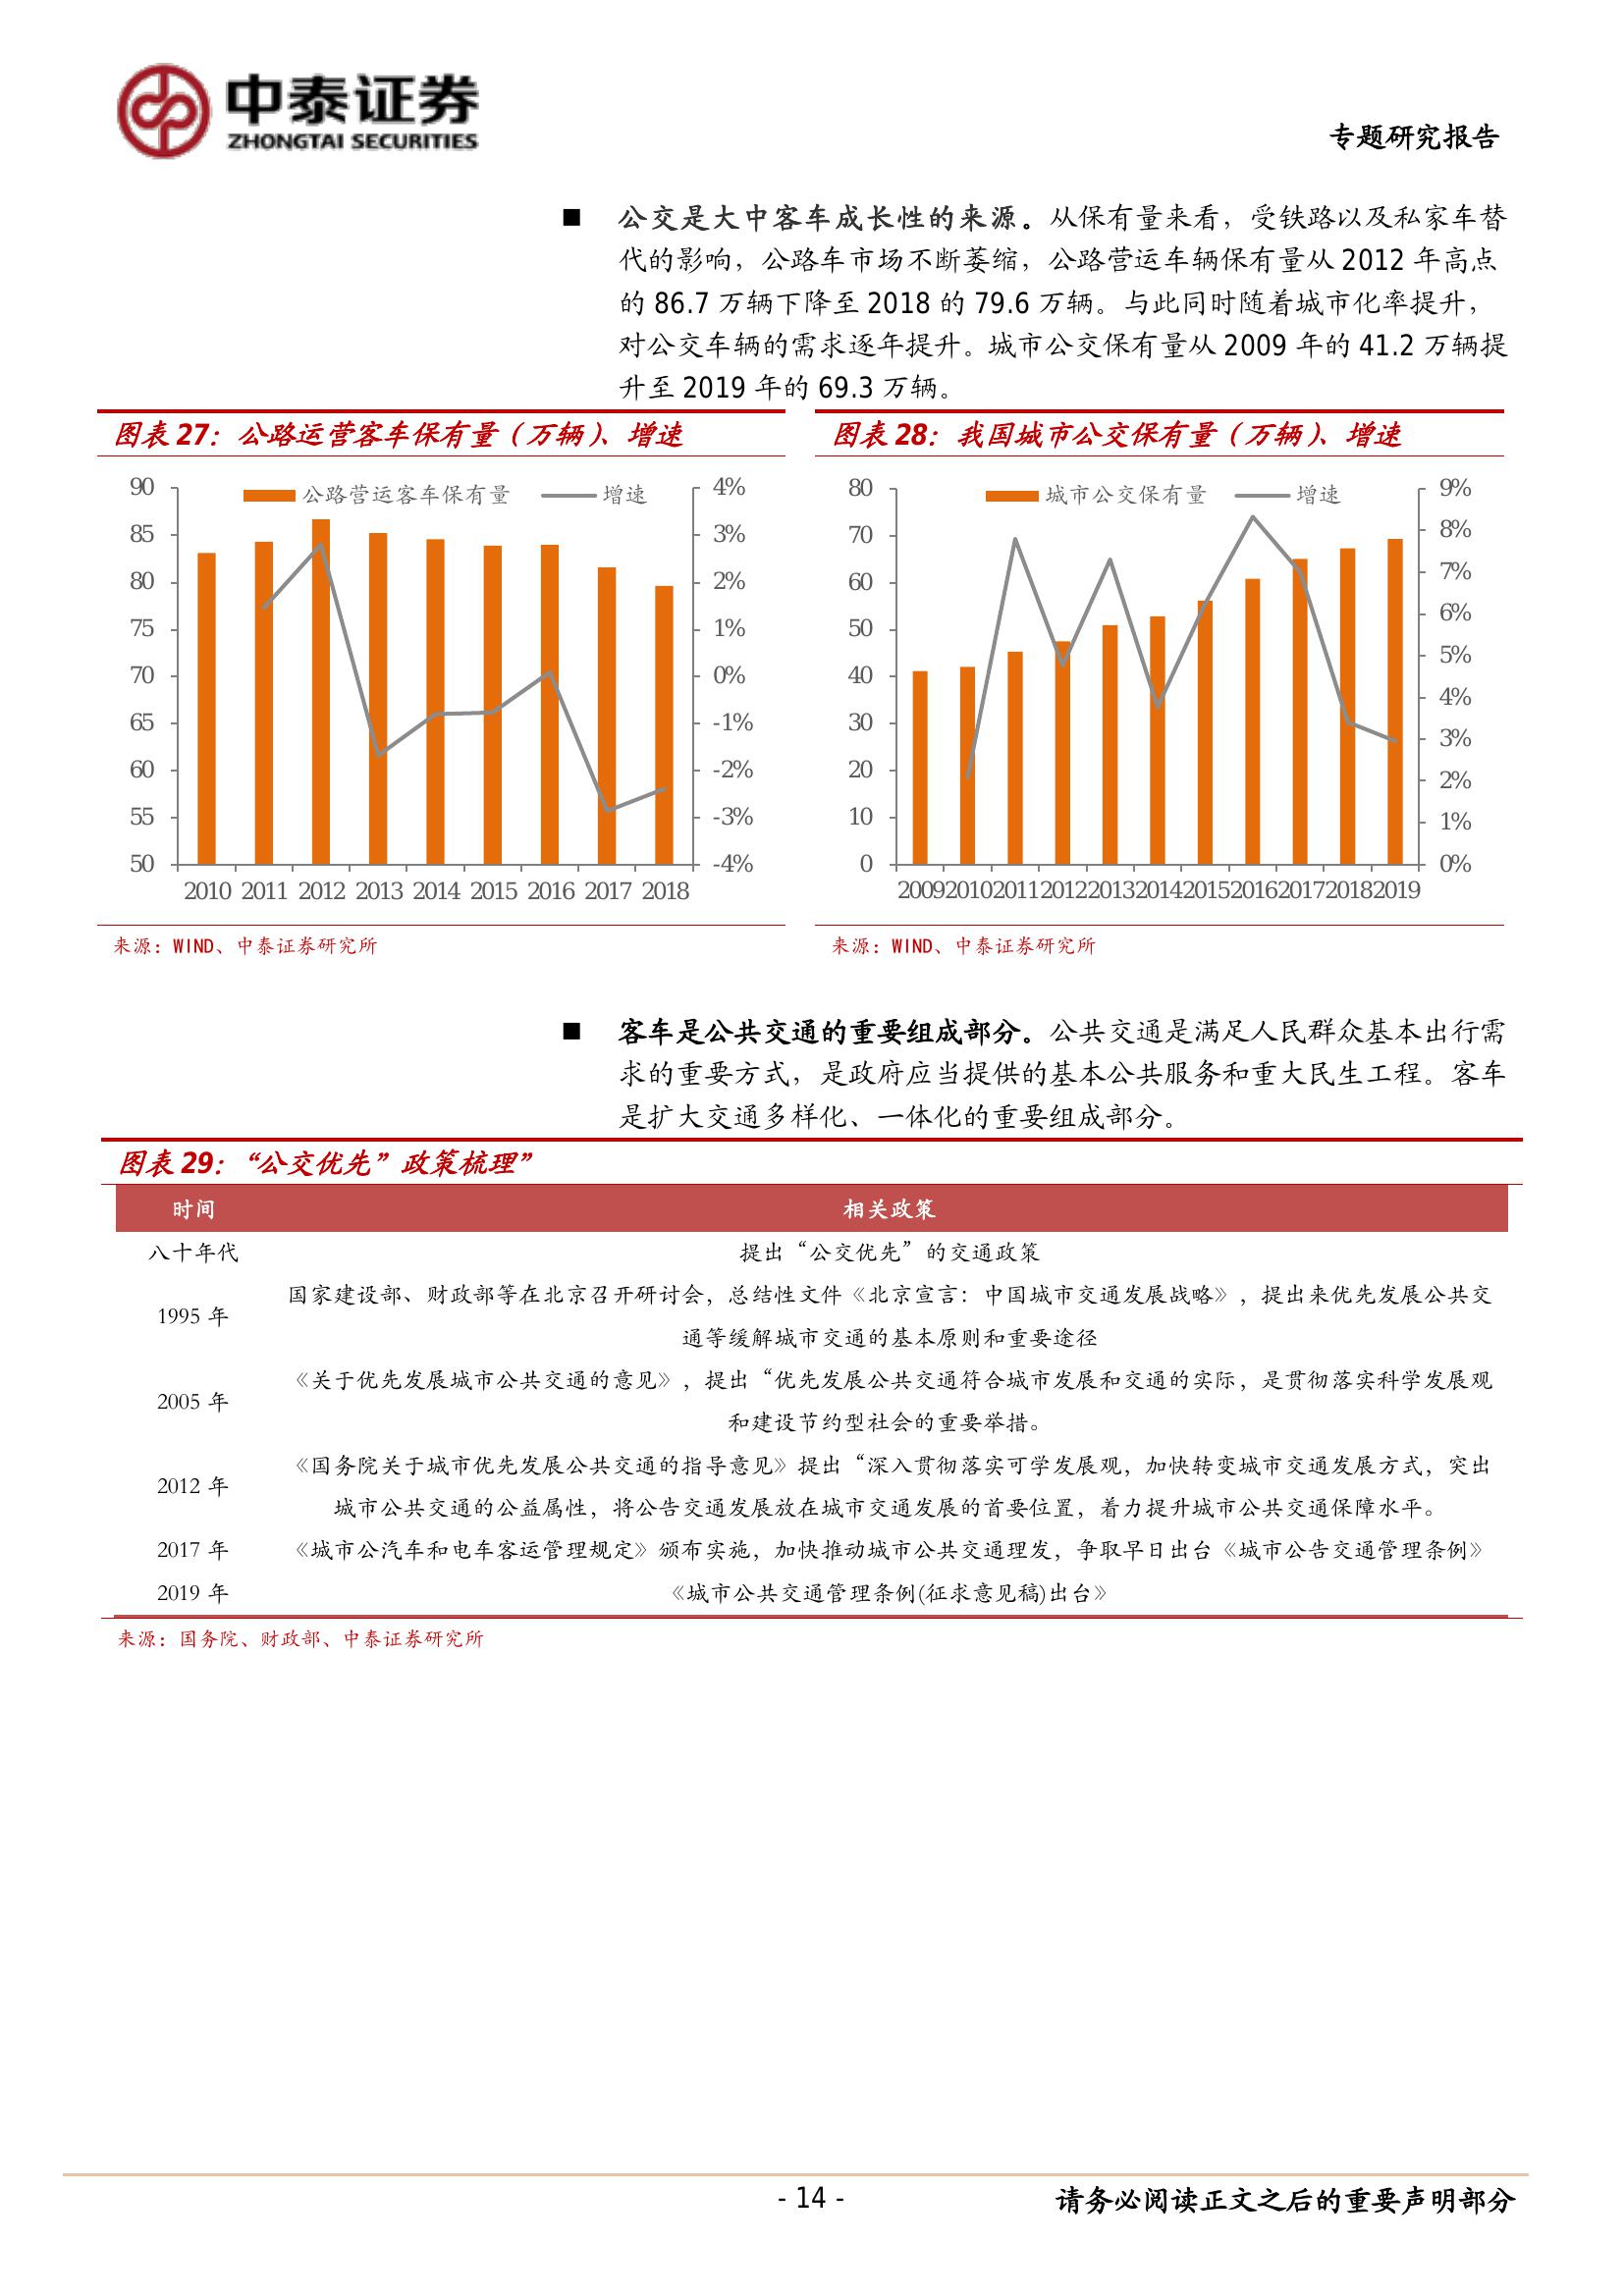 中泰证券
ZHONGTAI SECURITIES
专题研究报告
■ 公交是大中客车成长性的来源。从保有量来看，受铁路以及私家车替
代的影响，公路车市场不断萎缩，公路营运车辆保有量从 2012 年高点
的 86.7 万辆下降至 2018 的 79.6 万辆。与此同时随着城市化率提升，
对公交车辆的需求逐年提升。城市公交保有量从 2009 年的 41.2 万辆提
升至 2019 年的 69.3 万辆。
图表 27：公路运营客车保有量（万辆）、增速
公路营运客车保有量 增速
90
85
80
75
70
65
60
55
50
4%
3%
2%
1%
0%
-1%
-2%
-3%
-4%
2010 2011 2012 2013 2014 2015 2016 2017 2018
来源：WIND、中泰证券研究所
图表 28：我国城市公交保有量（万辆）、增速
城市公交保有量 增速
80
70
60
50
40
30
20
10
0
9%
8%
7%
6%
5%
4%
3%
2%
1%
0%
2009 2010 2011 2012 2013 2014 2015 2016 2017 2018 2019
来源：WIND、中泰证券研究所
■ 客车是公共交通的重要组成部分。公共交通是满足人民群众基本出行需
求的重要方式，是政府应当提供的基本公共服务和重大民生工程。客车
是扩大交通多样化、一体化的重要组成部分。
图表 29：“公交优先”政策梳理”
时间 相关政策
八十年代 提出“公交优先”的交通政策
1995 年 国家建设部、财政部等在北京召开研讨会，总结性文件《北京宣言：中国城市交通发展战略》，提出来优先发展公共交
通等缓解城市交通的基本原则和重要途径
2005 年 《关于优先发展城市公共交通的意见》，提出“优先发展公共交通符合城市发展和交通的实际，是贯彻落实科学发展观
和建设节约型社会的重要举措。
2012 年 《国务院关于城市优先发展公共交通的指导意见》提出“深入贯彻落实可学发展观，加快转变城市交通发展方式，突出
城市公共交通的公益属性，将公告交通发展放在城市交通发展的首要位置，着力提升城市公共交通保障水平。
2017 年 《城市公汽车和电车客运管理规定》颁布实施，加快推动城市公共交通理发，争取早日出台《城市公告交通管理条例》
2019 年 《城市公共交通管理条例(征求意见稿)出台》
来源：国务院、财政部、中泰证券研究所
- 14 -
请务必阅读正文之后的重要声明部分